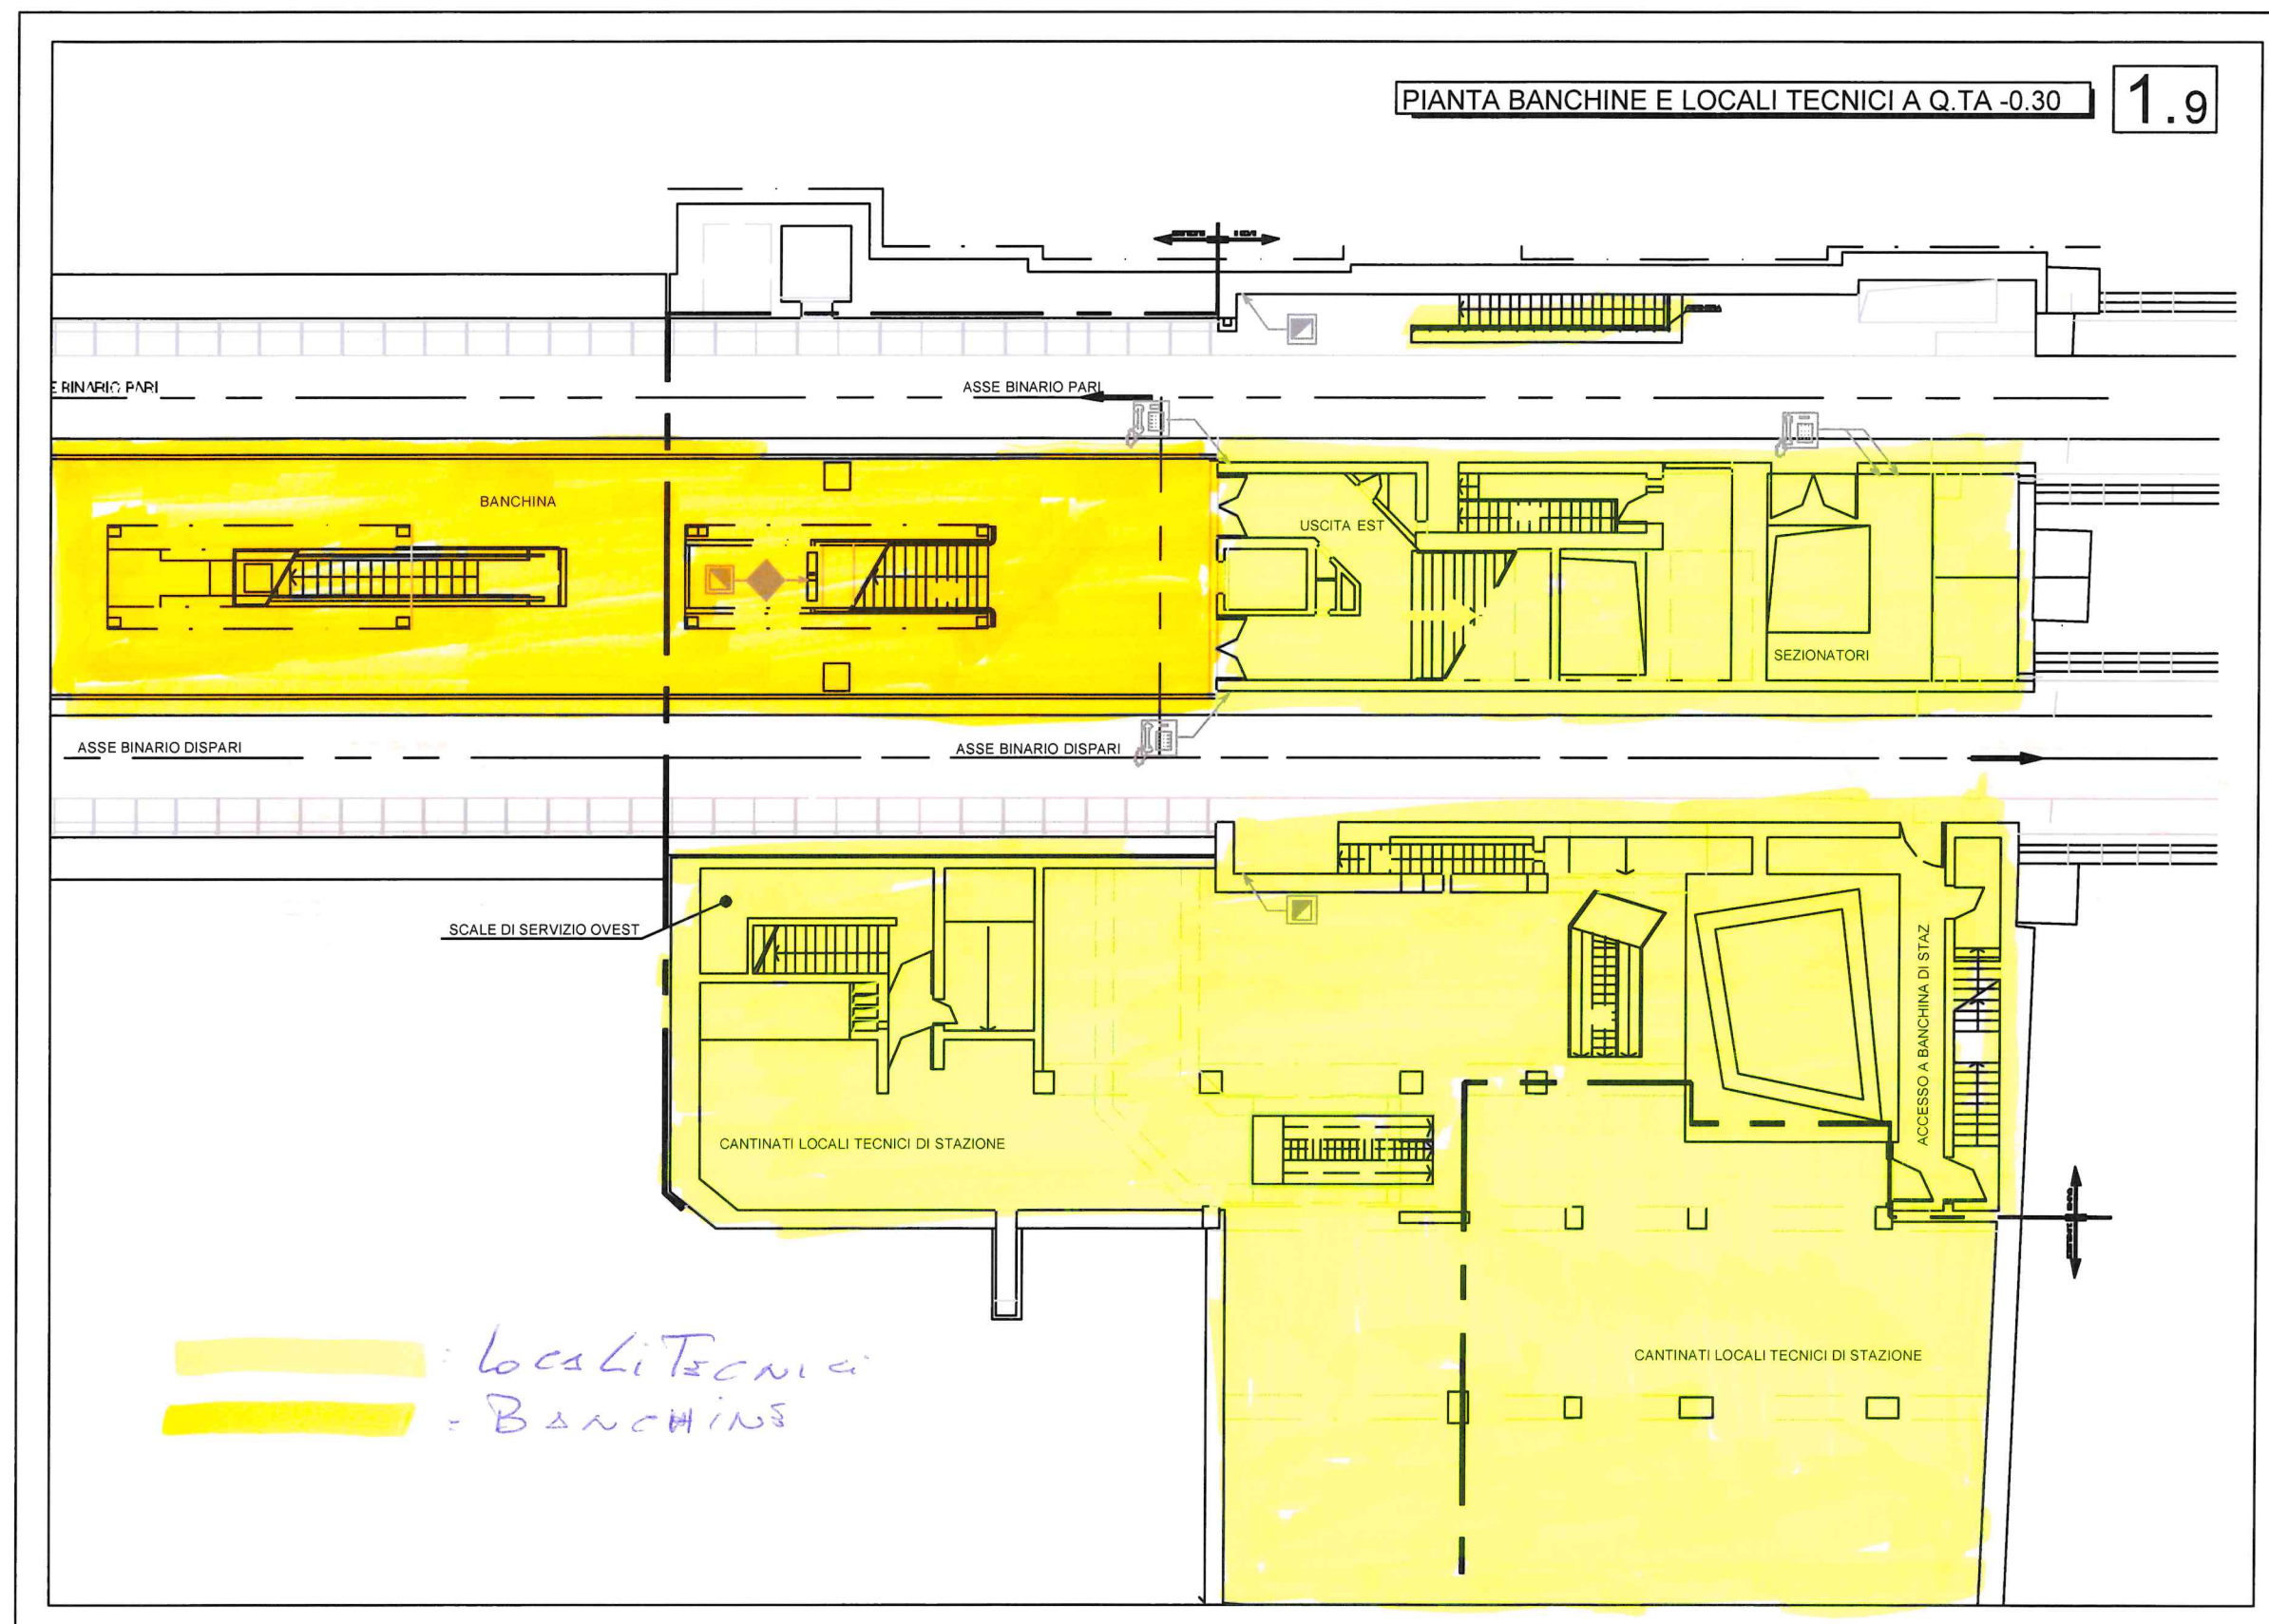 PIANTA BANCHINE E LOCALI TECNICI A Q.TA -0.30
1.9
E BINARIO PARI
ASSE BINARIO PARI
BANCHINA
USCITA EST
SEZIONATORI
ASSE BINARIO DISPARI
ASSE BINARIO DISPARI
SCALE DI SERVIZIO OVEST
ACCESSO A BANCHINA DI STAZ
CANTINATI LOCALI TECNICI DI STAZIONE
CANTINATI LOCALI TECNICI DI STAZIONE
: LOCALI TECNICI
= BANCHINE